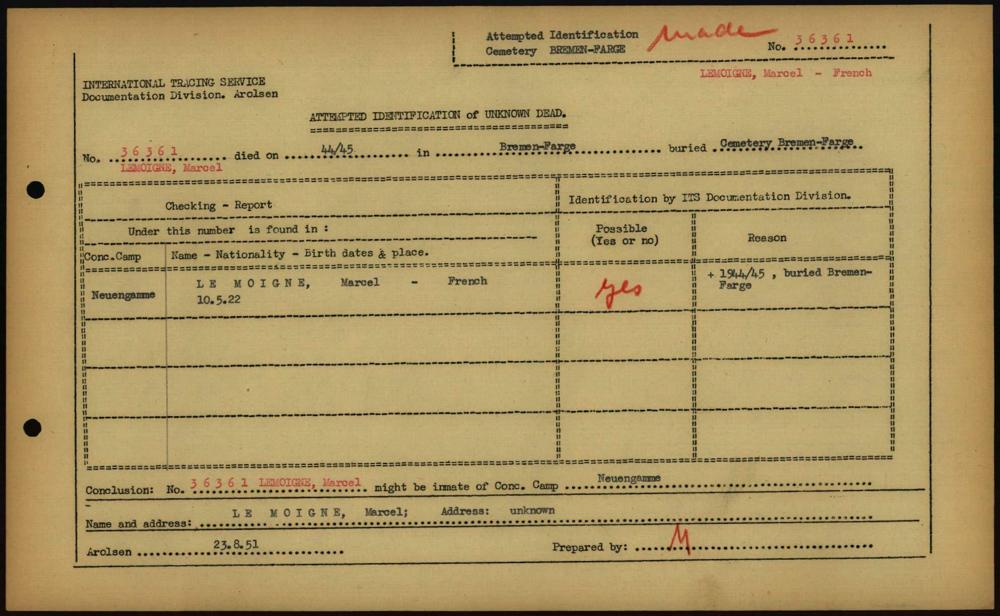 Attempted Identification made
Cemetery BREMEN-FARGE No. 36361
LEMOIGNE, Marcel - French
INTERNATIONAL TRACING SERVICE
Documentation Division. Arolsen
ATTEMPTED IDENTIFICATION of UNKNOWN DEAD.
No. 36361 died on 44/45 in Bremen-Farge buried Cemetery Bremen-Farge
LEMOIGNE, Marcel
Checking - Report
Identification by ITS Documentation Division.
Under this number is found in :
Possible
(Yes or no)
Reason
Conc.Camp
Name - Nationality - Birth dates & place.
Neuengamme
LE MOIGNE, Marcel - French
10.5.22
yes
+ 1944/45 , buried Bremen-
Farge
Conclusion: No. 36361 LEMOIGNE, Marcel might be inmate of Conc. Camp Neuengamme
Name and address: LE MOIGNE, Marcel; Address: unknown
Arolsen 23.8.51
Prepared by: M